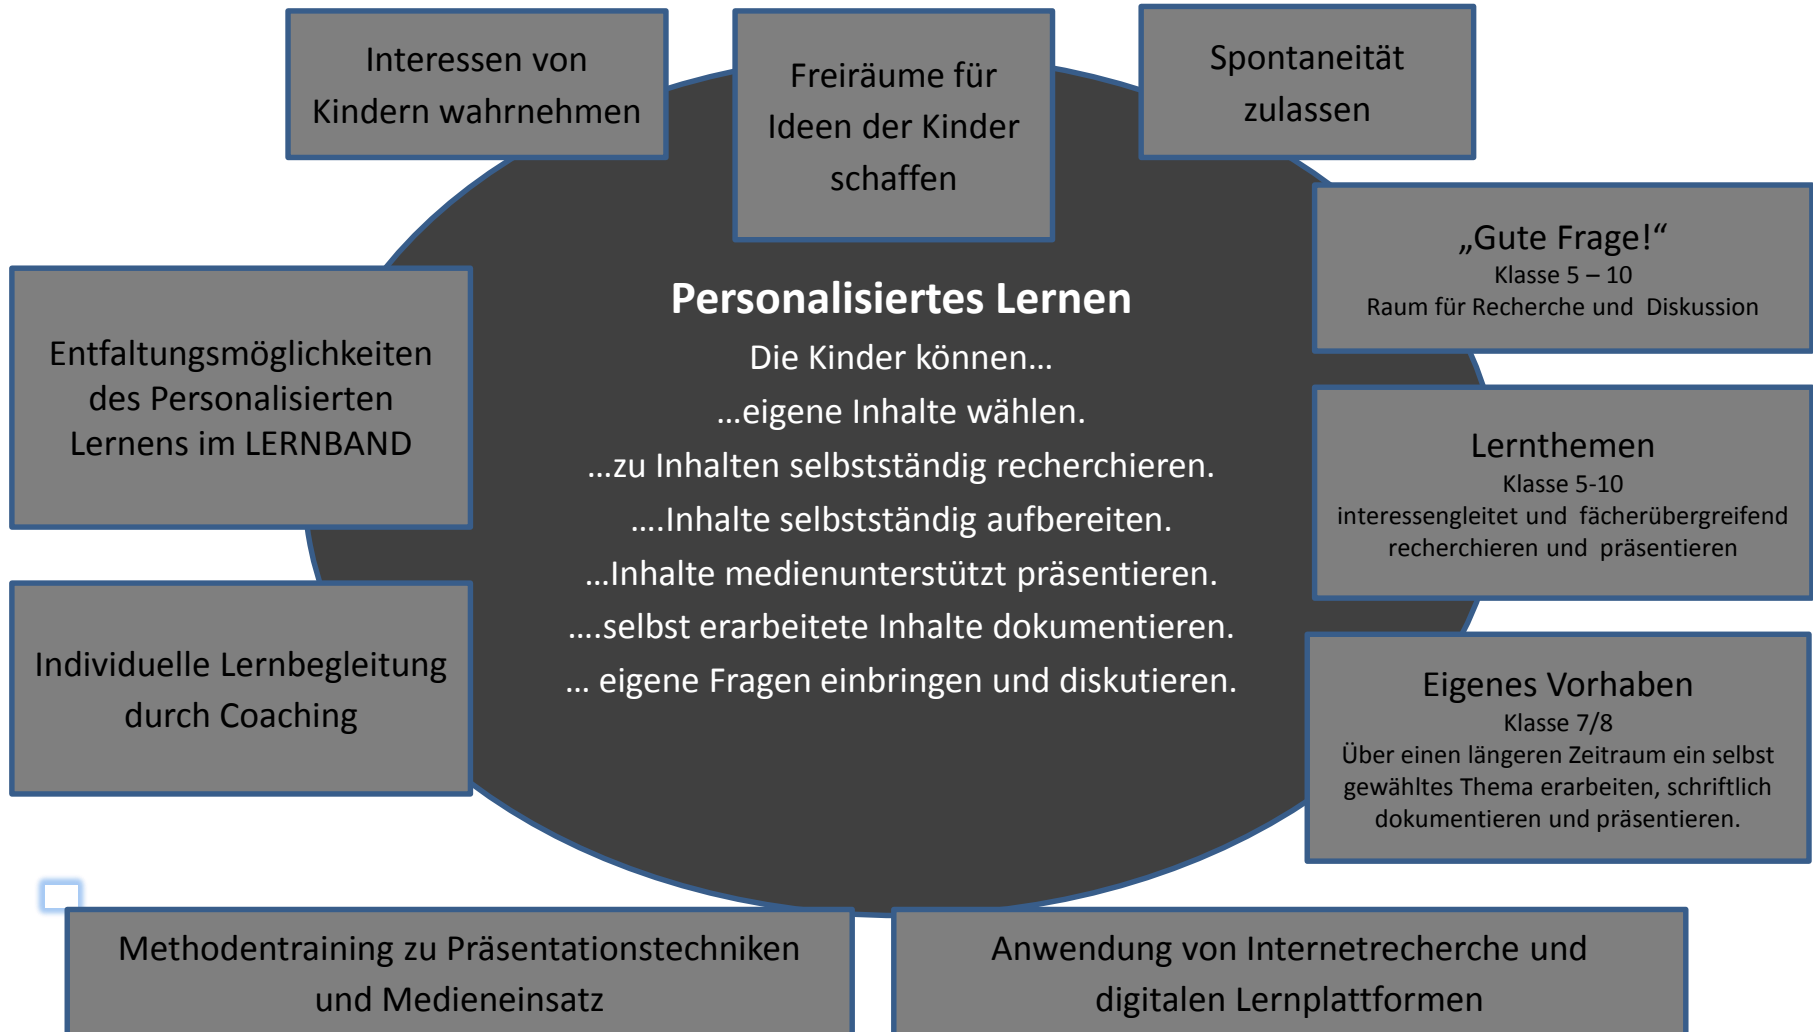 Interessen von
Kindern wahrnehmen
Freiräume für
Ideen der Kinder
schaffen
Spontaneität
zulassen
„Gute Frage!“
Klasse 5 – 10
Raum für Recherche und Diskussion
Entfaltungsmöglichkeiten
des Personalisierten
Lernens im LERNBAND
Personalisiertes Lernen
Die Kinder können…
…eigene Inhalte wählen.
…zu Inhalten selbstständig recherchieren.
….Inhalte selbstständig aufbereiten.
…Inhalte medienunterstützt präsentieren.
….selbst erarbeitete Inhalte dokumentieren.
… eigene Fragen einbringen und diskutieren.
Lernthemen
Klasse 5-10
interessengleitet und fächerübergreifend
recherchieren und präsentieren
Individuelle Lernbegleitung
durch Coaching
Eigenes Vorhaben
Klasse 7/8
Über einen längeren Zeitraum ein selbst
gewähltes Thema erarbeiten, schriftlich
dokumentieren und präsentieren.
Methodentraining zu Präsentationstechniken
und Medieneinsatz
Anwendung von Internetrecherche und
digitalen Lernplattformen